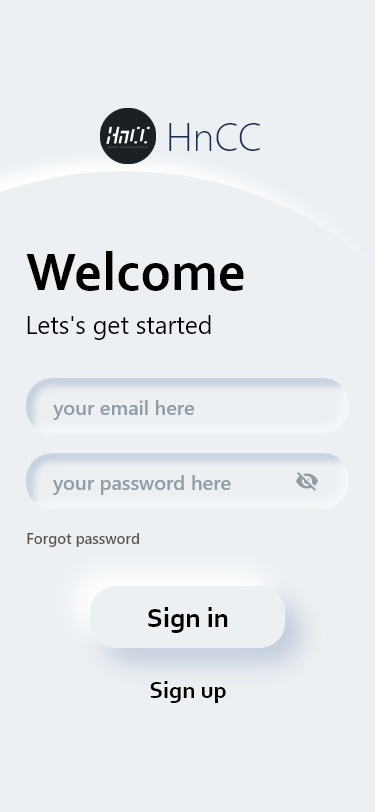 HnCC HnCC
Welcome
Lets's get started
your email here
your password here
Forgot password
Sign in
Sign up